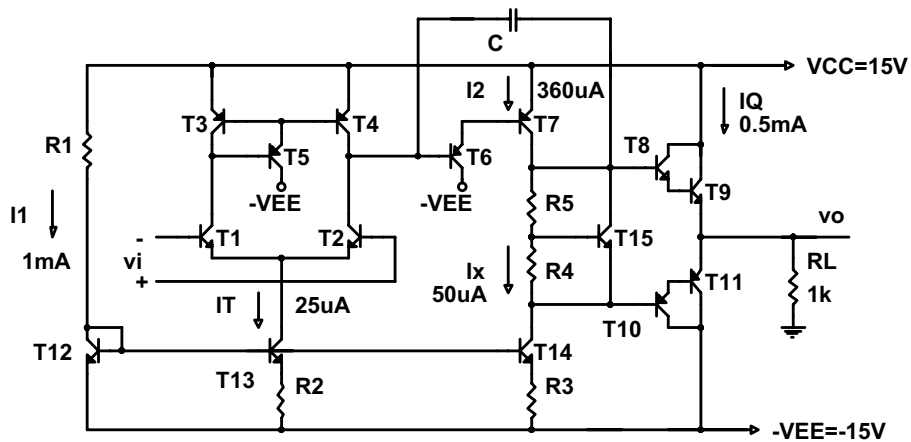 C
VCC=15V
I2
360uA
IQ
0.5mA
T3
T4
T7
T8
R1
T5
T6
T9
-VEE
-VEE
R5
I1
-
T1
T2
T15
vo
1mA
vi
Ix
R4
T11
RL
+
50uA
1k
IT
25uA
T10
T12
T14
T13
R2
R3
-VEE=-15V